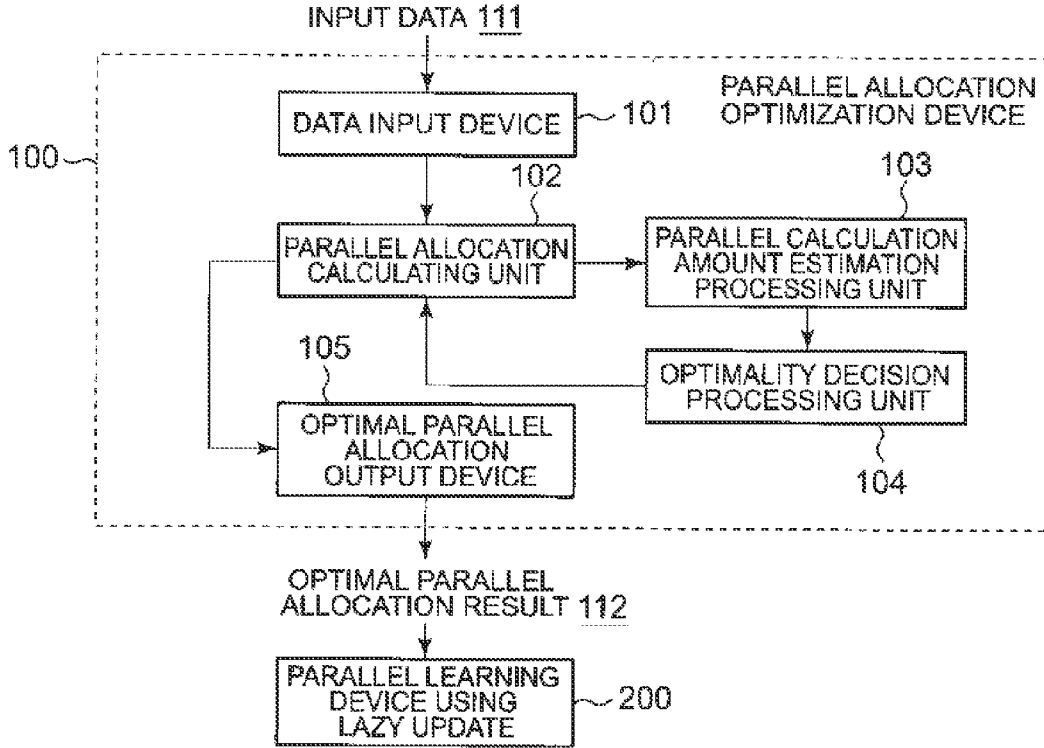 INPUT DATA 111
PARALLEL ALLOCATION
OPTIMIZATION DEVICE
DATA INPUT DEVICE
101
100
102
103
PARALLEL ALLOCATION
CALCULATING UNIT
PARALLEL CALCULATION
AMOUNT ESTIMATION
PROCESSING UNIT
105
OPTIMALITY DECISION
PROCESSING UNIT
OPTIMAL PARALLEL
ALLOCATION
OUTPUT DEVICE
104
OPTIMAL PARALLEL
ALLOCATION RESULT 112
PARALLEL LEARNING
DEVICE USING
LAZY UPDATE
200